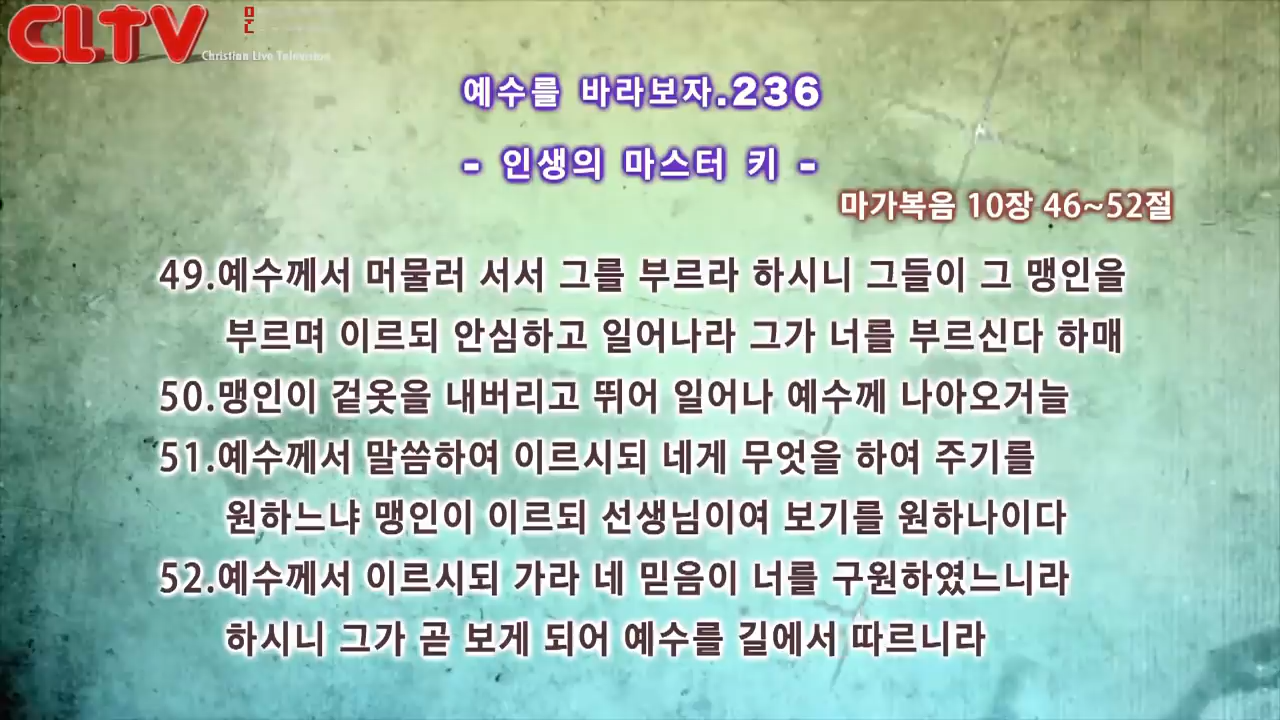 CLTV
Christian Live Television
예수를 바라보자.236
- 인생의 마스터 키 -
마가복음 10장 46~52절
49.예수께서 머물러 서서 그를 부르라 하시니 그들이 그 맹인을
부르며 이르되 안심하고 일어나라 그가 너를 부르신다 하매
50.맹인이 겉옷을 내버리고 뛰어 일어나 예수께 나아오거늘
51.예수께서 말씀하여 이르시되 네게 무엇을 하여 주기를
원하느냐 맹인이 이르되 선생님이여 보기를 원하나이다
52.예수께서 이르시되 가라 네 믿음이 너를 구원하였느니라
하시니 그가 곧 보게 되어 예수를 길에서 따르니라